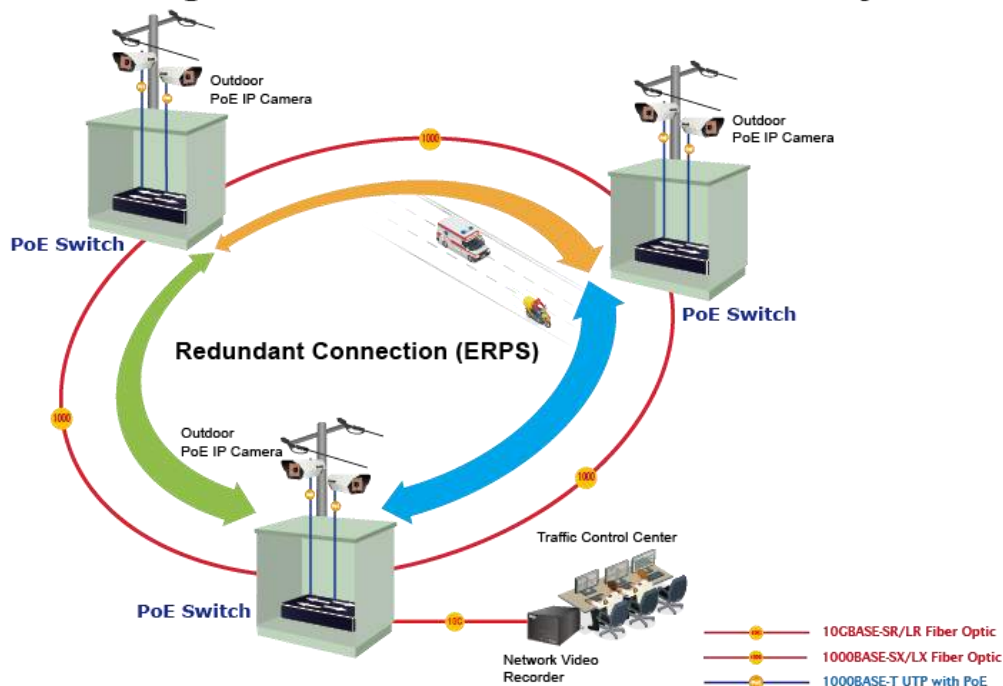 Outdoor
PoE IP Camera
Outdoor
PoE IP Camera
1000
PoE Switch
PoE Switch
Redundant Connection (ERPS)
1000
Outdoor
PoE IP Camera
1000
Traffic Control Center
PoE Switch
10G
Network Video
Recorder
10GBASE-SR/LR Fiber Optic
1000BASE-SX/LX Fiber Optic
1000BASE-T UTP with PoE